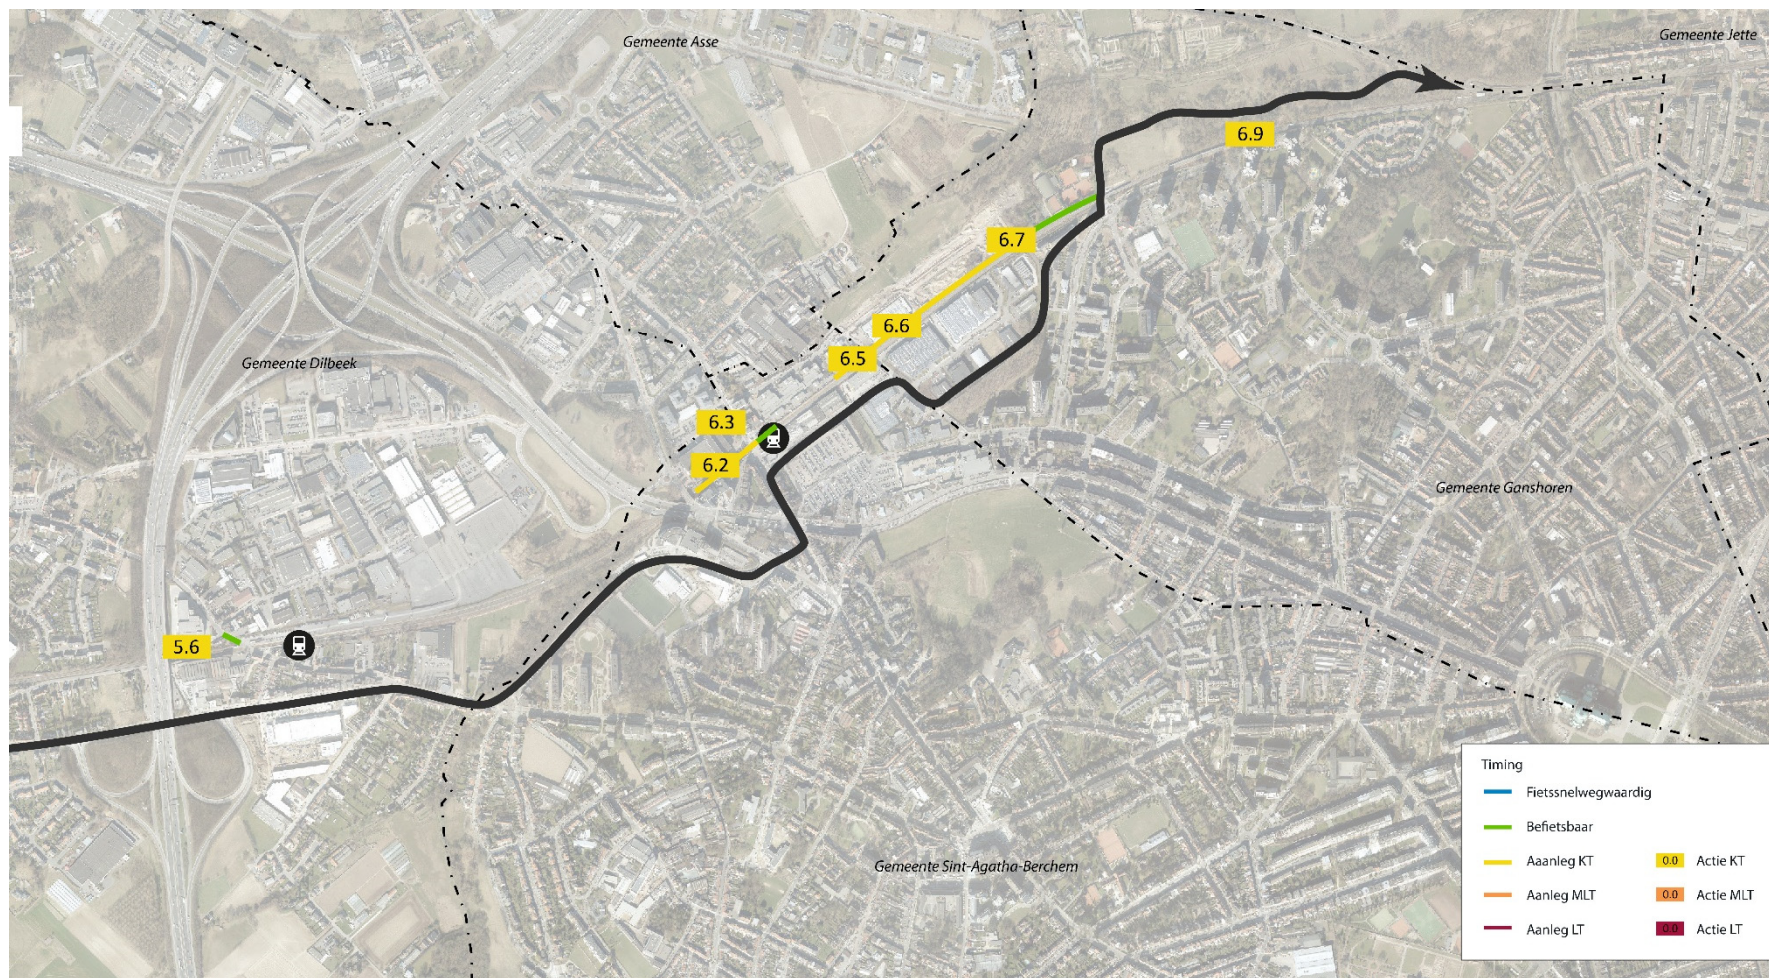 Gemeente Jette
Gemeente Asse
6.9
6.7
6.6
6.5
Gemeente Dilbeek
6.3
6.2
Gemeente Ganshoren
5.6
Timing
Fietssnelwegwaardig
Befietsbaar
Aaanleg KT
0.0 Actie KT
Aanleg MLT
0.0 Actie MLT
Aanleg LT
0.0 Actie LT
Gemeente Sint-Agatha-Berchem